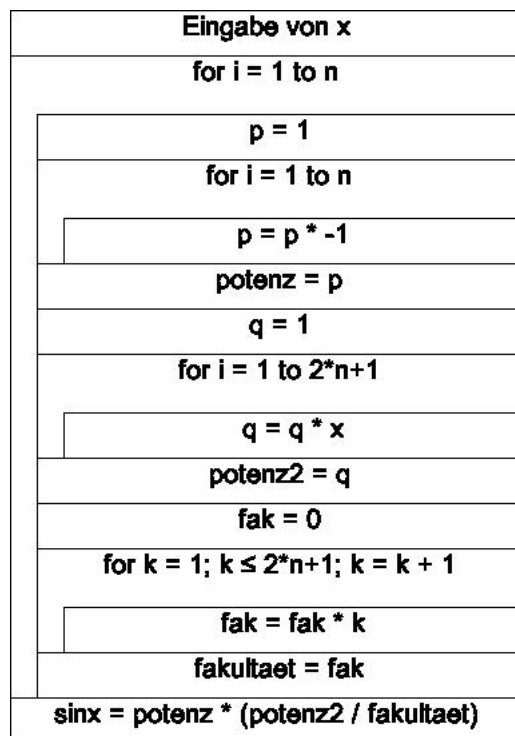 Eingabe von x
for i = 1 to n
p = 1
for i = 1 to n
p = p * -1
potenz = p
q = 1
for i = 1 to 2*n+1
q = q * x
potenz2 = q
fak = 0
for k = 1; k ≤ 2*n+1; k = k + 1
fak = fak * k
fakultaet = fak
sinx = potenz * (potenz2 / fakultaet)